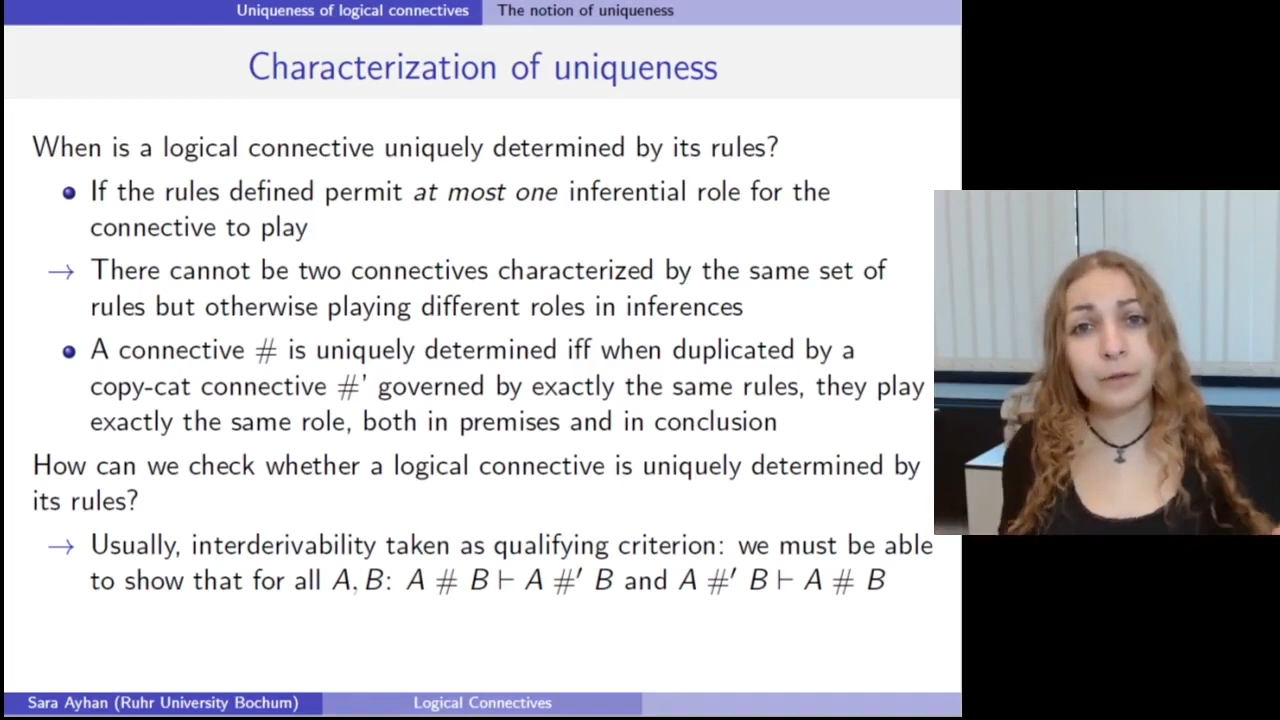 Uniqueness of logical connectives The notion of uniqueness
Characterization of uniqueness
When is a logical connective uniquely determined by its rules?
If the rules defined permit at most one inferential role for the
connective to play
→ There cannot be two connectives characterized by the same set of
rules but otherwise playing different roles in inferences
A connective # is uniquely determined iff when duplicated by a
copy-cat connective #' governed by exactly the same rules, they play
exactly the same role, both in premises and in conclusion
How can we check whether a logical connective is uniquely determined by
its rules?
→ Usually, interderivability taken as qualifying criterion: we must be able
to show that for all A, B: A # B ⊢ A #′ B and A #′ B ⊢ A # B
Sara Ayhan (Ruhr University Bochum) Logical Connectives